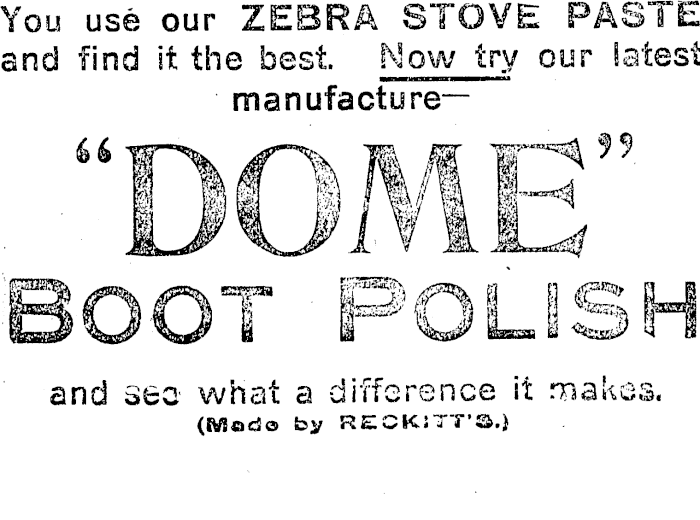 You use our ZEBRA STOVE PASTE
and find it the best. Now try our latest
manufacture—
“DOME”
BOOT POLISH
and see what a difference it makes.
(Made by RECKITT'S.)